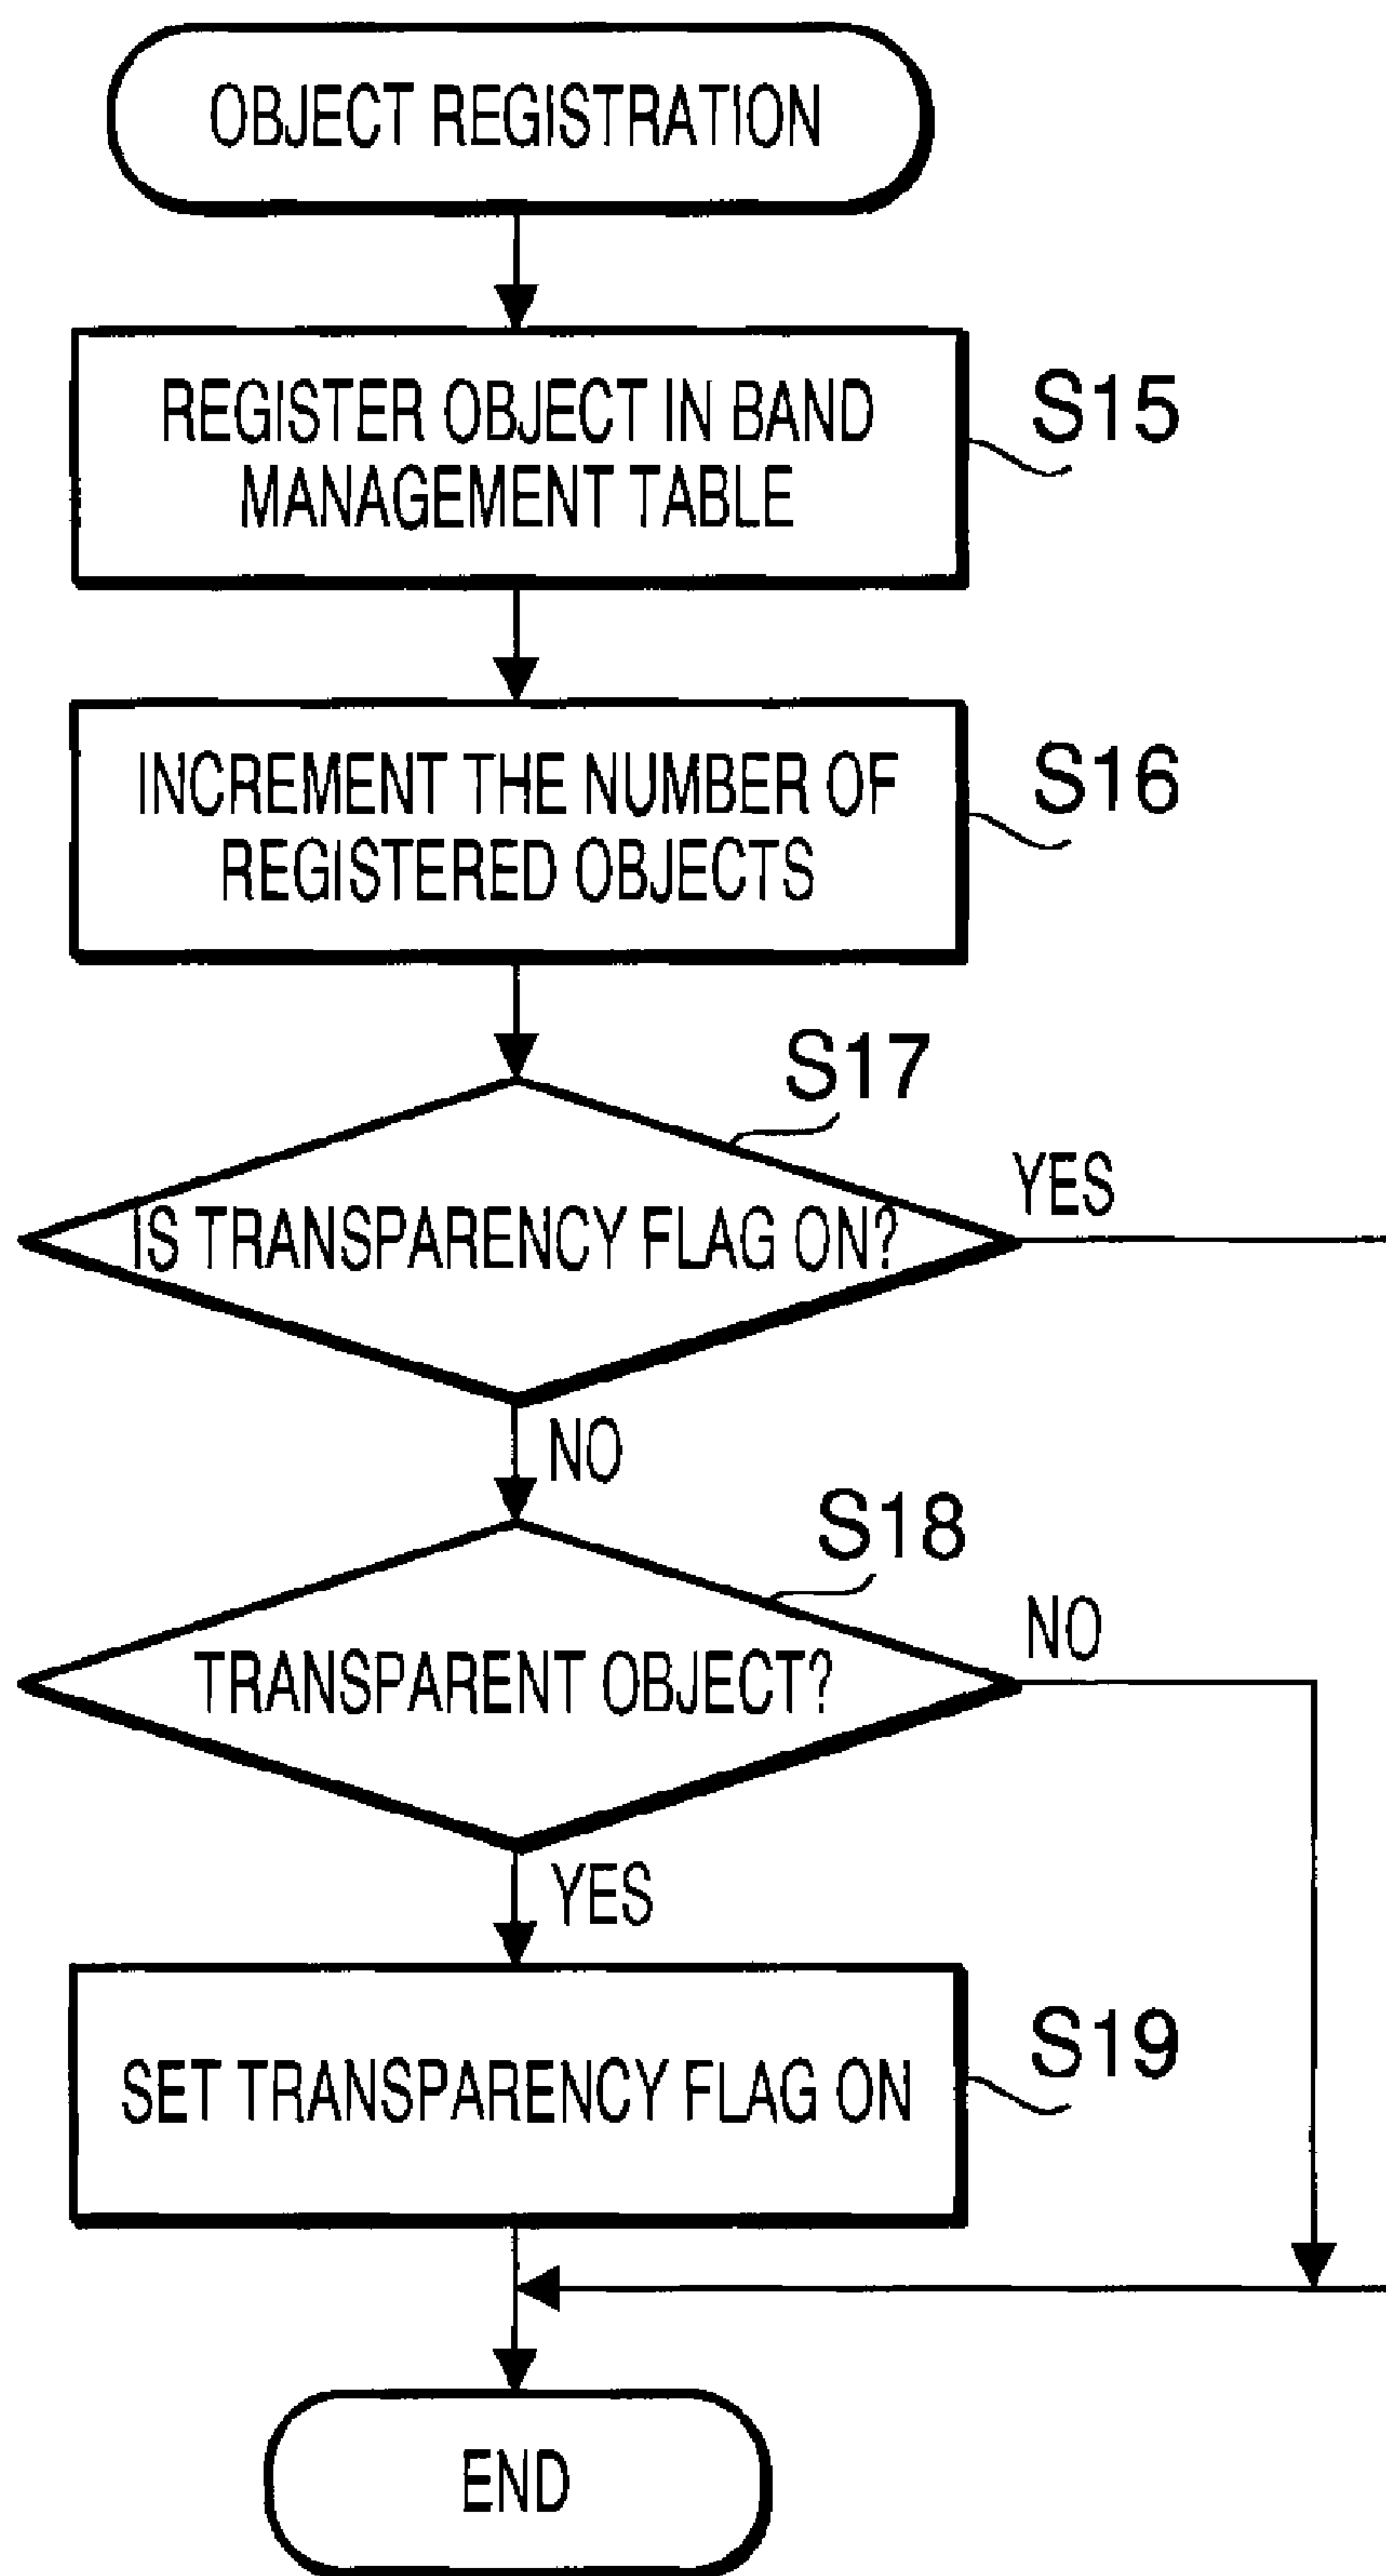 OBJECT REGISTRATION
REGISTER OBJECT IN BAND
MANAGEMENT TABLE
S15
INCREMENT THE NUMBER OF
REGISTERED OBJECTS
S16
S17
IS TRANSPARENCY FLAG ON?
YES
NO
S18
TRANSPARENT OBJECT?
NO
YES
SET TRANSPARENCY FLAG ON
S19
END